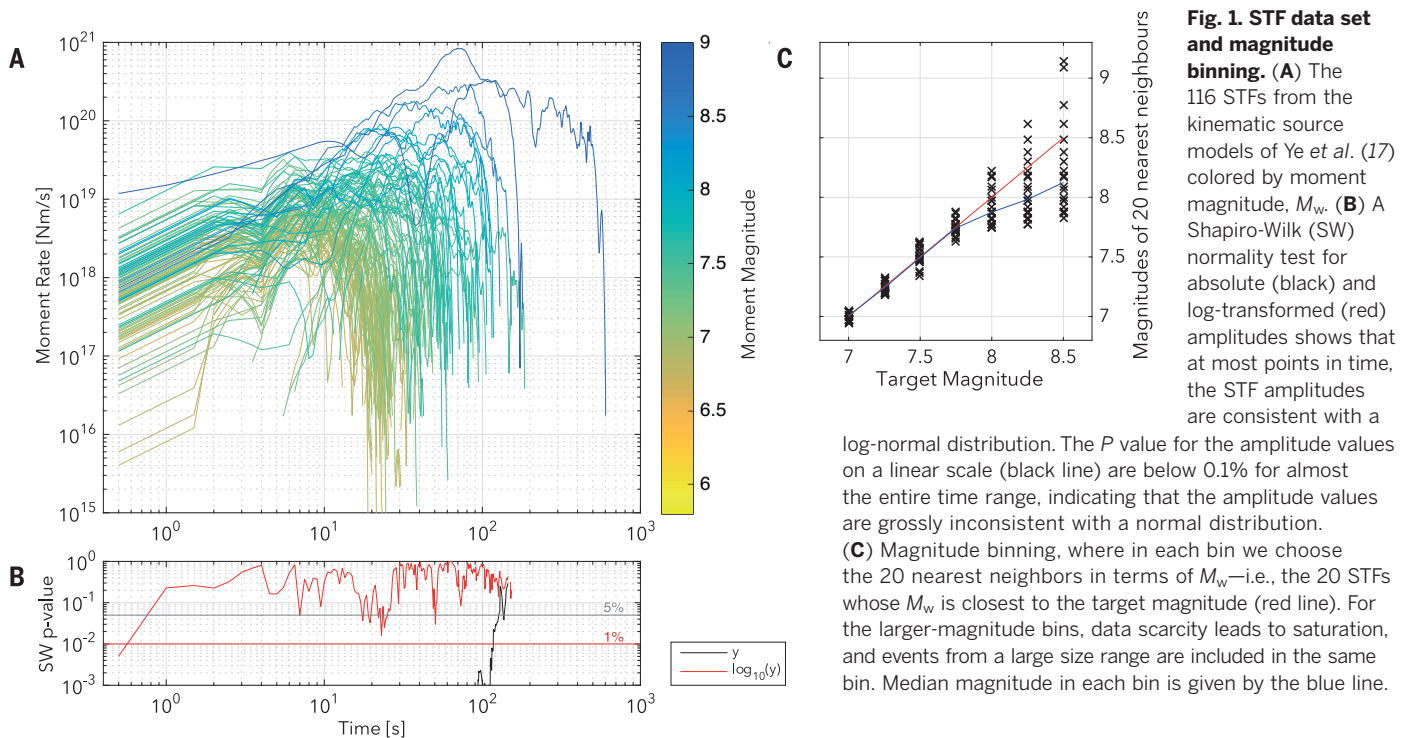 A
Moment Rate [Nm/s]
10^21
10^20
10^19
10^18
10^17
10^16
10^15
10^0
10^1
10^2
10^3
9
8.5
8
7.5
7
6.5
6
Moment Magnitude
B
SW p-value
10^0
10^-1
10^-2
10^-3
5%
1%
10^0
10^1
10^2
10^3
Time [s]
y
log10(y)
C
Magnitudes of 20 nearest neighbours
9
8.5
8
7.5
7
7
7.5
8
8.5
Target Magnitude
Fig. 1. STF data set
and magnitude
binning. (A) The
116 STFs from the
kinematic source
models of Ye et al. (17)
colored by moment
magnitude, Mw. (B) A
Shapiro-Wilk (SW)
normality test for
absolute (black) and
log-transformed (red)
amplitudes shows that
at most points in time,
the STF amplitudes
are consistent with a
log-normal distribution. The P value for the amplitude values
on a linear scale (black line) are below 0.1% for almost
the entire time range, indicating that the amplitude values
are grossly inconsistent with a normal distribution.
(C) Magnitude binning, where in each bin we choose
the 20 nearest neighbors in terms of Mw—i.e., the 20 STFs
whose Mw is closest to the target magnitude (red line). For
the larger-magnitude bins, data scarcity leads to saturation,
and events from a large size range are included in the same
bin. Median magnitude in each bin is given by the blue line.